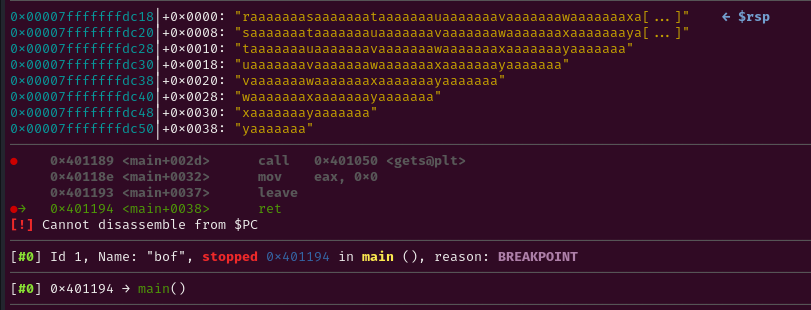 0×00007fffffffdc18│+0×0000: "raaaaaaasaaaaaaataaaaaaauaaaaaaavaaaaaaawaaaaaaaxa[...]"    ← $rsp
0×00007fffffffdc20│+0×0008: "saaaaaaataaaaaaauaaaaaaavaaaaaaawaaaaaaaxaaaaaaaya[...]"
0×00007fffffffdc28│+0×0010: "taaaaaaauaaaaaaavaaaaaaawaaaaaaaxaaaaaaayaaaaaaa"
0×00007fffffffdc30│+0×0018: "uaaaaaaavaaaaaaawaaaaaaaxaaaaaaayaaaaaaa"
0×00007fffffffdc38│+0×0020: "vaaaaaaawaaaaaaaxaaaaaaayaaaaaaa"
0×00007fffffffdc40│+0×0028: "waaaaaaaxaaaaaaayaaaaaaa"
0×00007fffffffdc48│+0×0030: "xaaaaaaayaaaaaaa"
0×00007fffffffdc50│+0×0038: "yaaaaaaa"
●    0×401189 <main+002d>      call   0×401050 <gets@plt>
0×40118e <main+0032>      mov    eax, 0×0
0×401193 <main+0037>      leave
●→   0×401194 <main+0038>      ret
[!] Cannot disassemble from $PC
[#0] Id 1, Name: "bof", stopped 0×401194 in main (), reason: BREAKPOINT
[#0] 0×401194 → main()